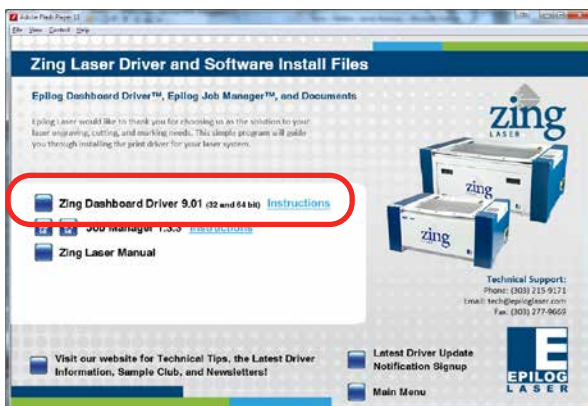 Adobe Flash Player 11
File View Control Help
Zing Laser Driver and Software Install Files
Epilog Dashboard Driver™, Epilog Job Manager™, and Documents
Epilog Laser would like to thank you for choosing us as the solution to your
laser engraving, cutting, and marking needs. This simple program will guide
you through installing the print driver for your laser system.
zing
LASER
Zing Dashboard Driver 9.01 (32 and 64 bit) Instructions
Job Manager 1.3.3 Instructions
Zing Laser Manual
zing
zing
Technical Support:
Phone: (303) 215-9171
Email: tech@epiloglaser.com
Fax: (303) 277-9669
Visit our website for Technical Tips, the Latest Driver
Information, Sample Club, and Newsletters!
Latest Driver Update
Notification Signup
Main Menu
EPILOG
LASER